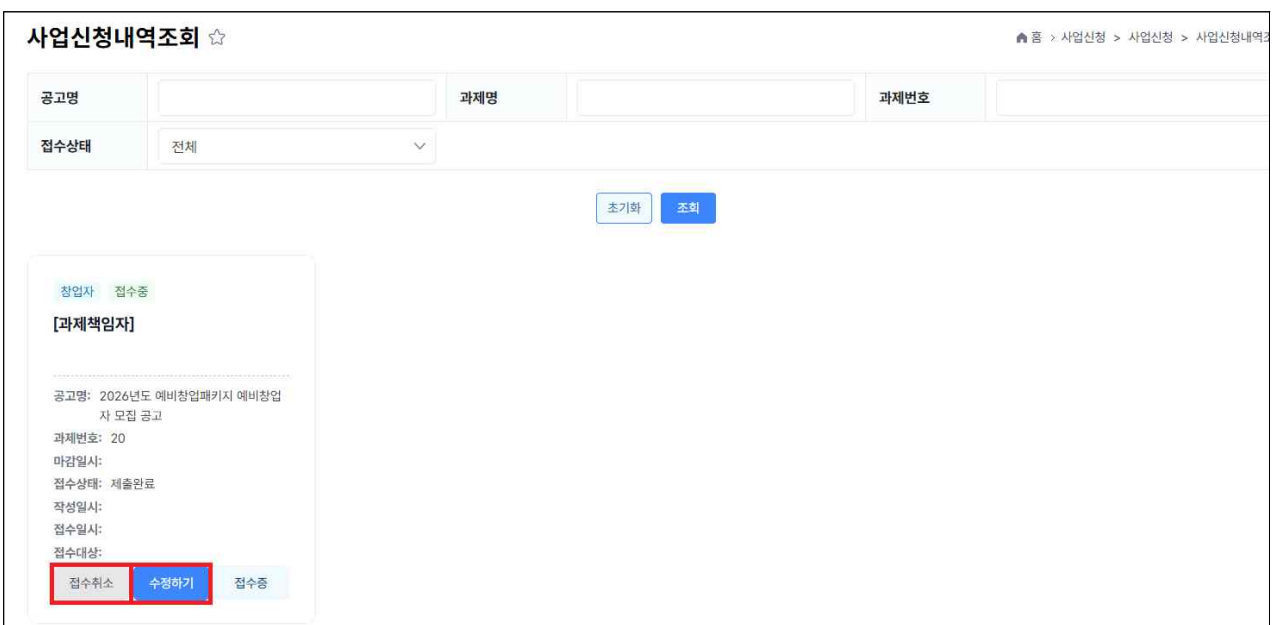 사업신청내역조회
홈 > 사업신청 > 사업신청 > 사업신청내역조
공고명 과제명 과제번호
접수상태 전체
초기화 조회
창업자 접수중
[과제책임자]
공고명: 2026년도 예비창업패키지 예비창업
자 모집 공고
과제번호: 20
마감일시:
접수상태: 제출완료
작성일시:
접수일시:
접수대상:
접수취소 수정하기 접수증